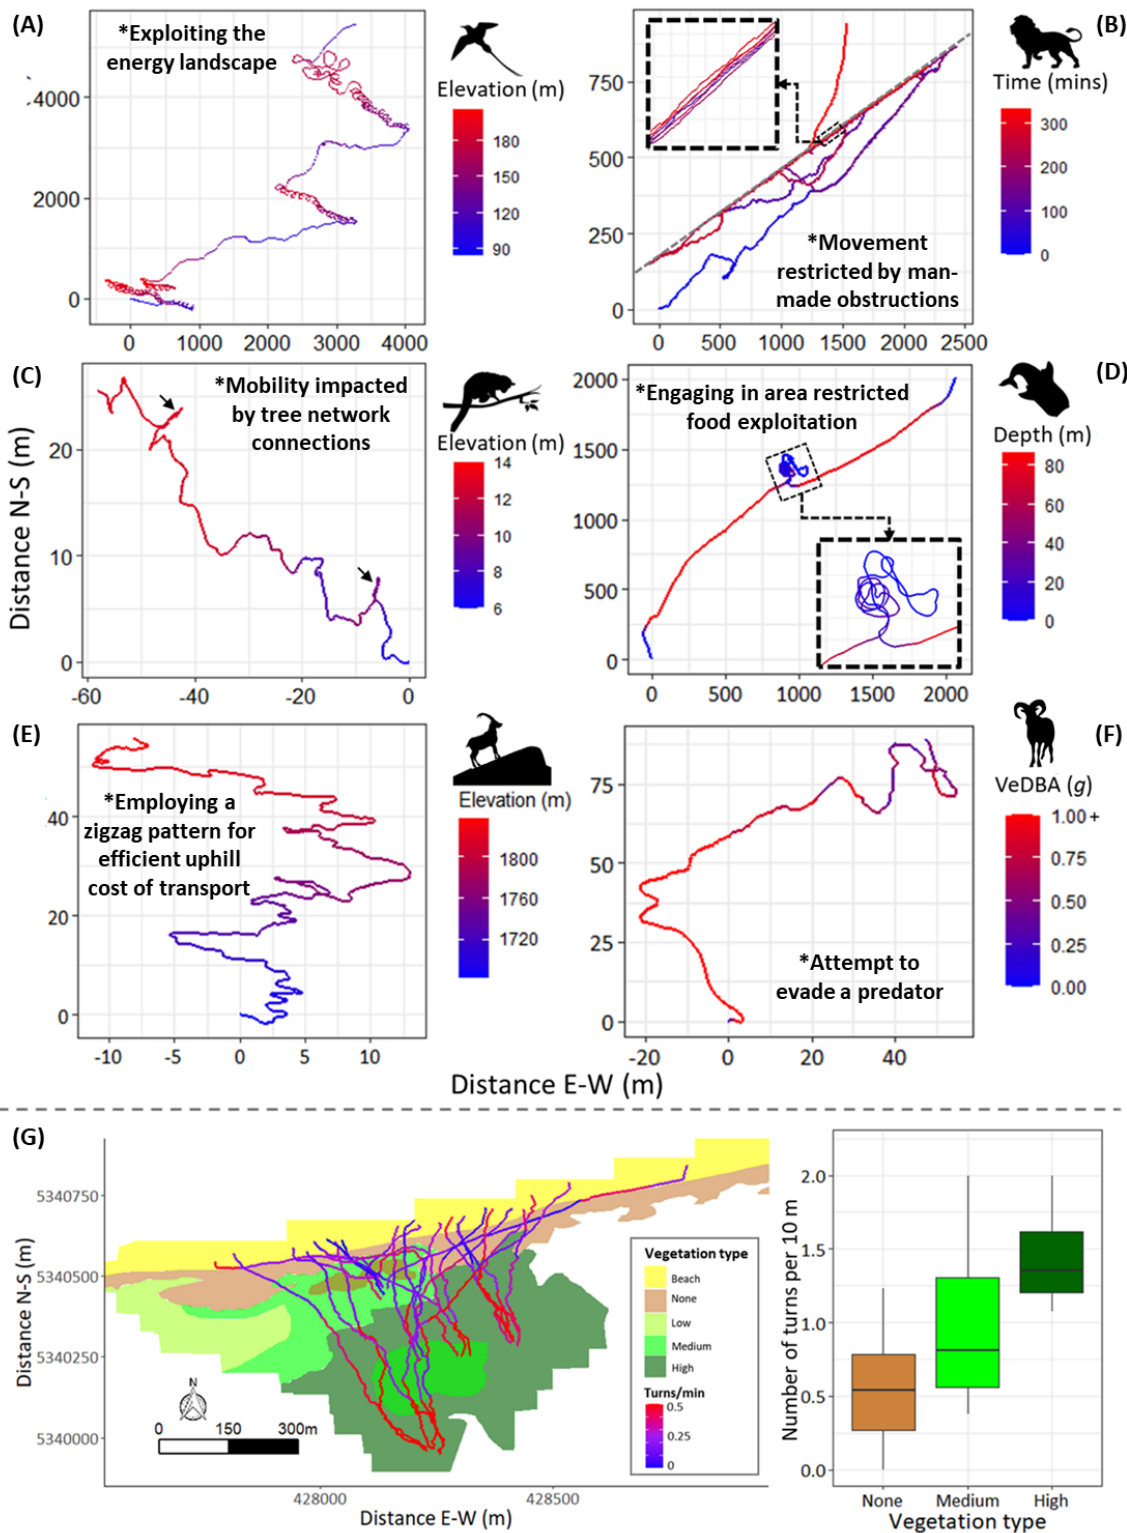 (A)
*Exploiting the
energy landscape
4000
2000
0
0
1000
2000
3000
4000
Elevation (m)
180
150
120
90
(B)
750
500
250
0
0
500
1000
1500
2000
2500
*Movement
restricted by man-
made obstructions
Time (mins)
300
200
100
0
(C)
*Mobility impacted
by tree network
connections
20
10
0
-60
-40
-20
0
Elevation (m)
14
12
10
8
6
(D)
*Engaging in area restricted
food exploitation
2000
1500
1000
500
0
0
500
1000
1500
2000
Depth (m)
80
60
40
20
0
Distance N-S (m)
(E)
*Employing a
zigzag pattern for
efficient uphill
cost of transport
40
20
0
-10
-5
0
5
10
Elevation (m)
1800
1760
1720
(F)
75
50
25
0
-20
0
20
40
*Attempt to
evade a predator
VeDBA (g)
1.00 +
0.75
0.50
0.25
0.00
Distance E-W (m)
(G)
Distance N-S (m)
5340750
5340500
5340250
5340000
428000
428500
Distance E-W (m)
N
0
150
300m
Vegetation type
Beach
None
Low
Medium
High
Turns/min
0.5
0.25
0
Number of turns per 10 m
2.0
1.5
1.0
0.5
0.0
None
Medium
High
Vegetation type